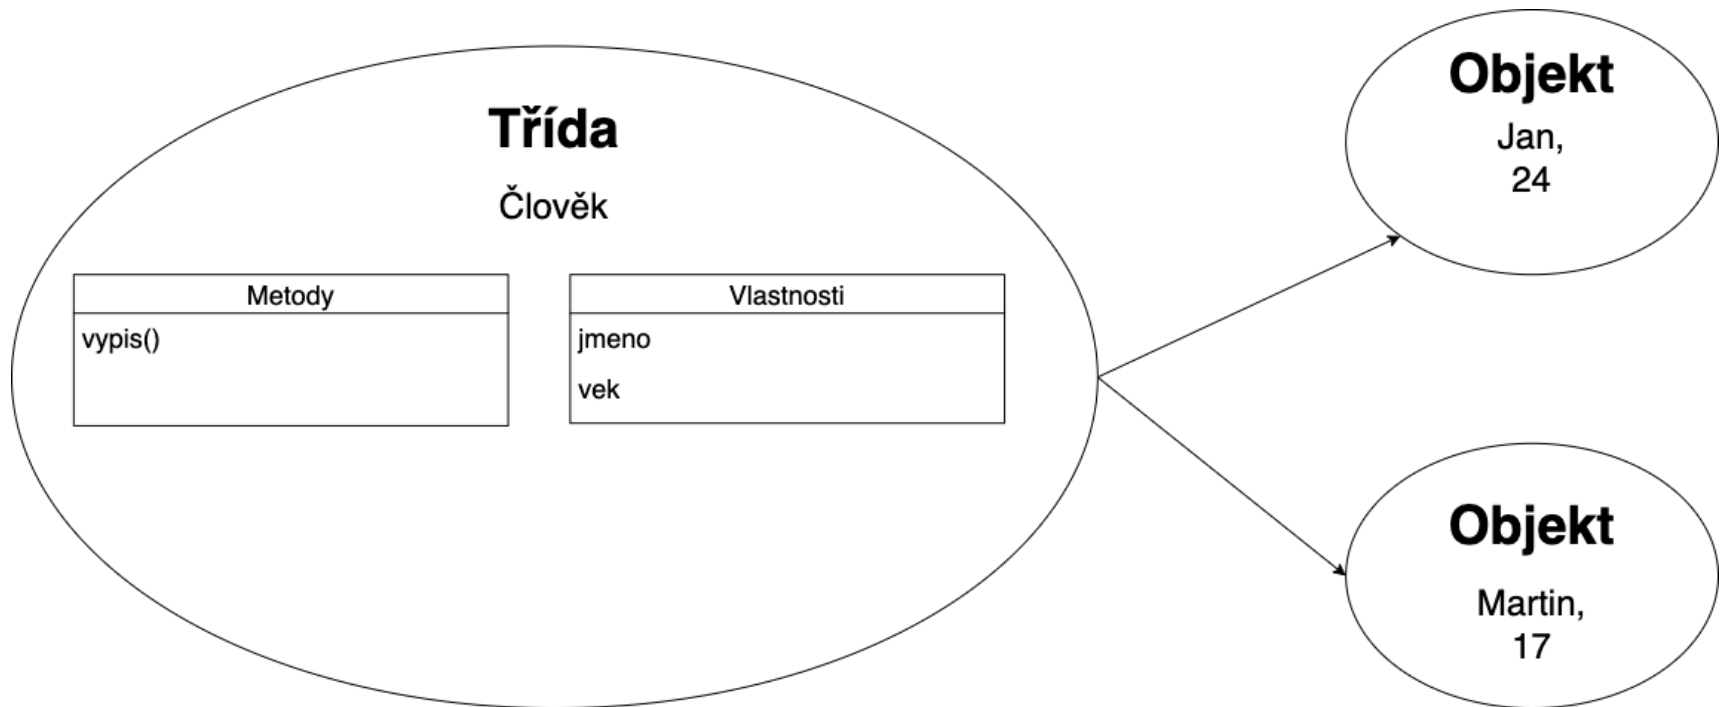 Třída
Člověk
Metody
vypis()
Vlastnosti
jmeno
vek
Objekt
Jan,
24
Objekt
Martin,
17